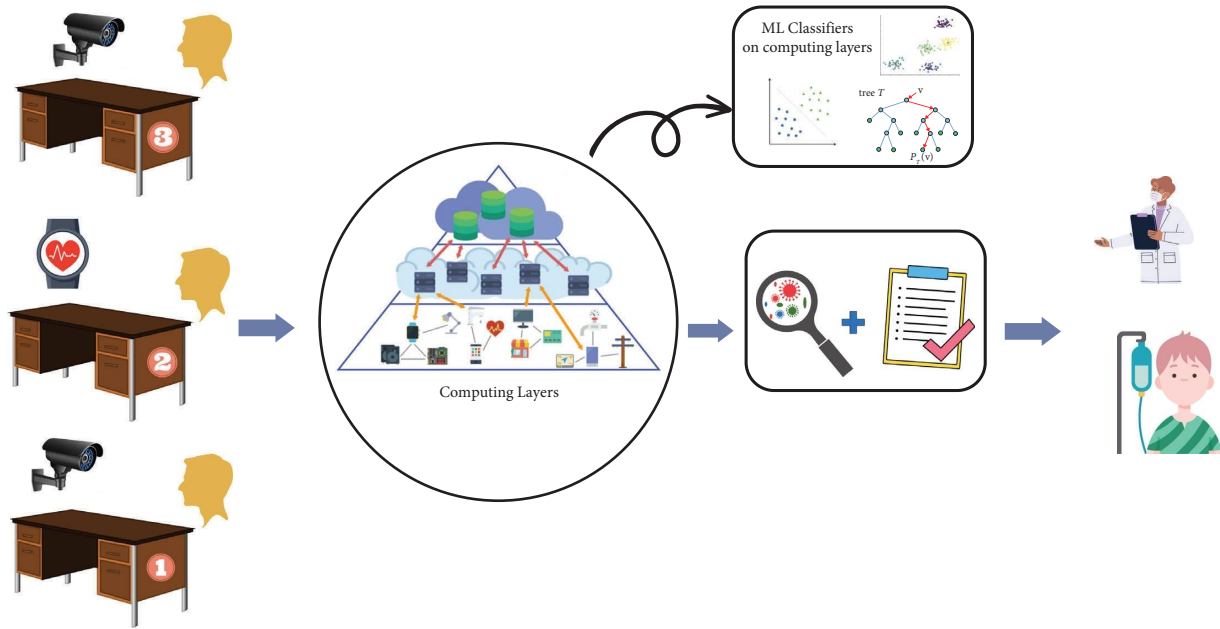 3
2
1
Computing Layers
ML Classifiers
on computing layers
tree T
v
P_T(v)